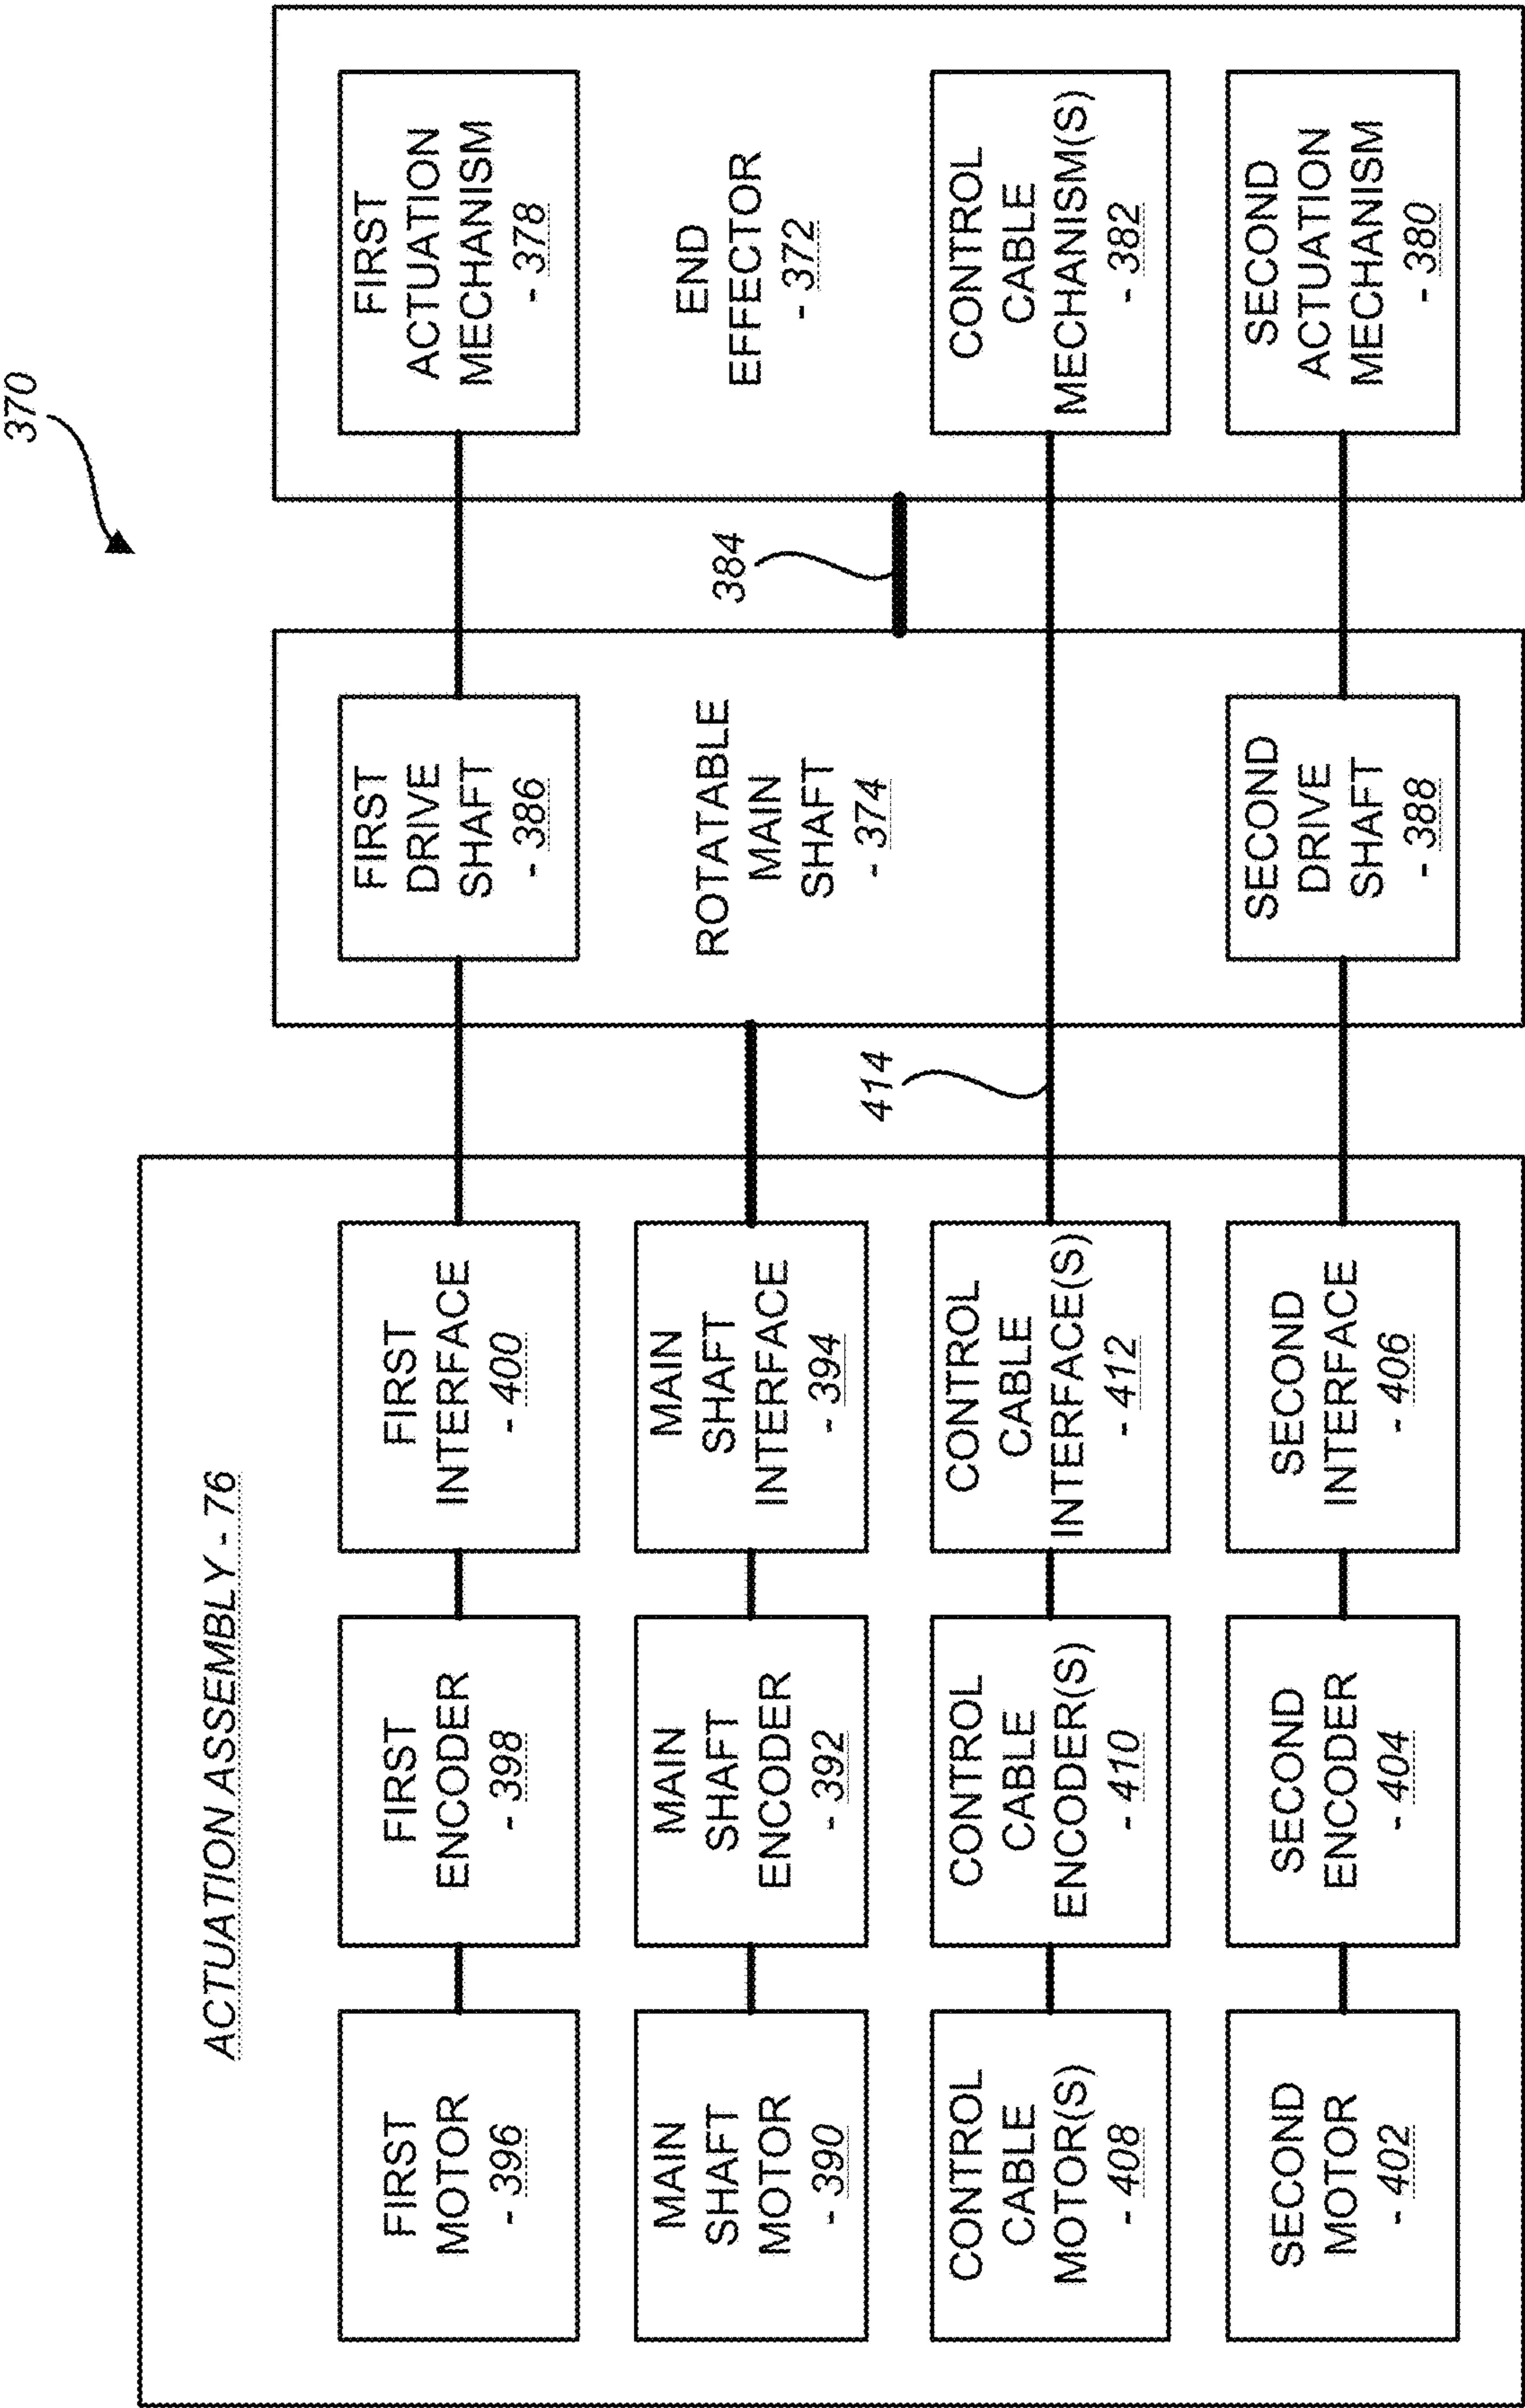 370
ACTUATION ASSEMBLY - 76
FIRST
MOTOR
- 396
FIRST
ENCODER
- 398
FIRST
INTERFACE
- 400
FIRST
DRIVE
SHAFT
- 386
FIRST
ACTUATION
MECHANISM
- 378
MAIN
SHAFT
MOTOR
- 390
MAIN
SHAFT
ENCODER
- 392
MAIN
SHAFT
INTERFACE
- 394
ROTATABLE
MAIN
SHAFT
- 374
384
END
EFFECTOR
- 372
CONTROL
CABLE
MOTOR(S)
- 408
CONTROL
CABLE
ENCODER(S)
- 410
CONTROL
CABLE
INTERFACE(S)
- 412
414
CONTROL
CABLE
MECHANISM(S)
- 382
SECOND
MOTOR
- 402
SECOND
ENCODER
- 404
SECOND
INTERFACE
- 406
SECOND
DRIVE
SHAFT
- 388
SECOND
ACTUATION
MECHANISM
- 380